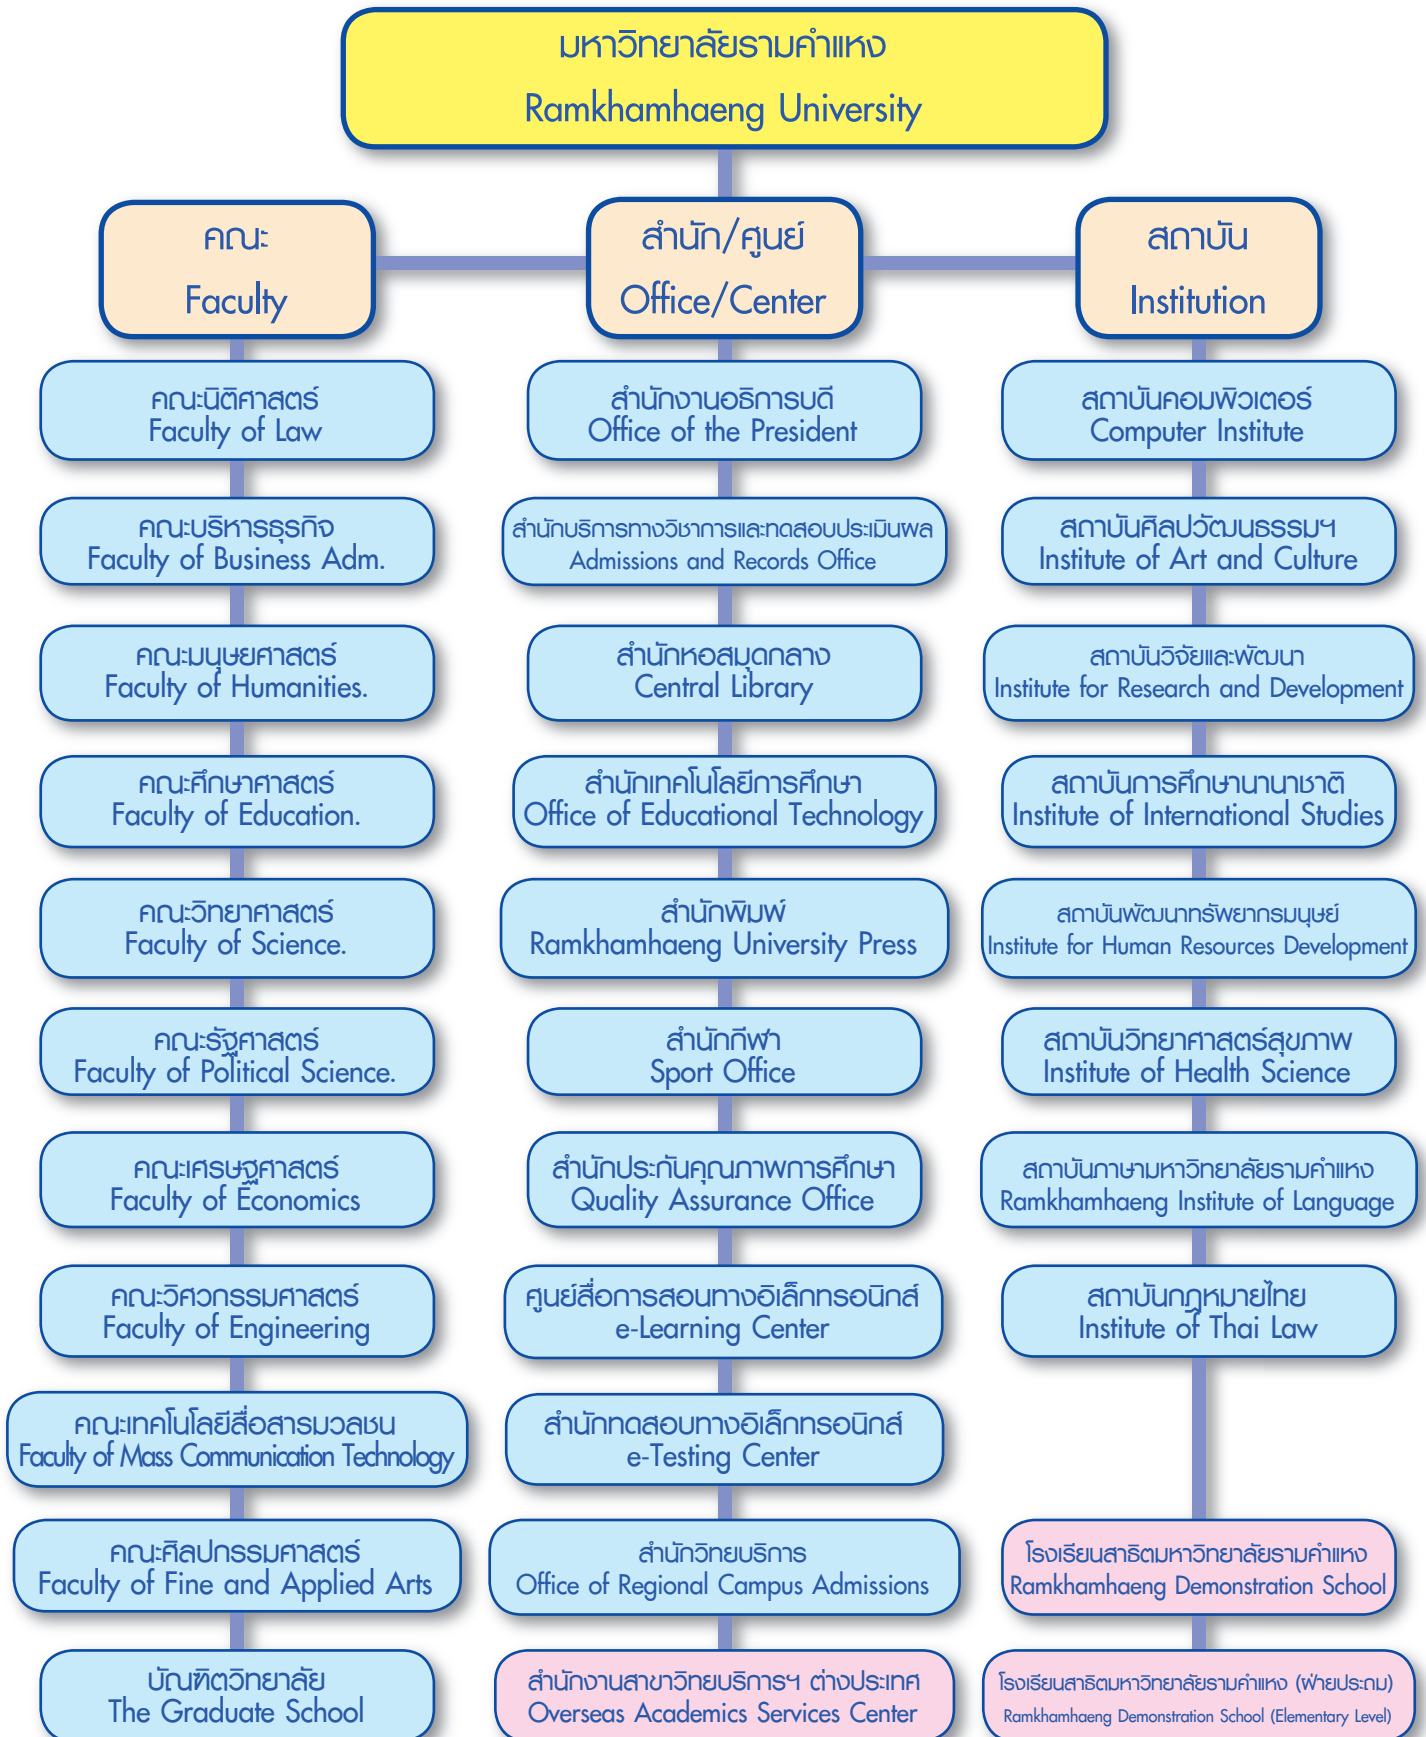 มหาวิทยาลัยรามคำแหง
Ramkhamhaeng University
คณะ
Faculty
สำนัก/ศูนย์
Office/Center
สถาบัน
Institution
คณะนิติศาสตร์
Faculty of Law
คณะบริหารธุรกิจ
Faculty of Business Adm.
คณะมนุษยศาสตร์
Faculty of Humanities.
คณะศึกษาศาสตร์
Faculty of Education.
คณะวิทยาศาสตร์
Faculty of Science.
คณะรัฐศาสตร์
Faculty of Political Science.
คณะเศรษฐศาสตร์
Faculty of Economics
คณะวิศวกรรมศาสตร์
Faculty of Engineering
คณะเทคโนโลยีสื่อสารมวลชน
Faculty of Mass Communication Technology
คณะศิลปกรรมศาสตร์
Faculty of Fine and Applied Arts
บัณฑิตวิทยาลัย
The Graduate School
สำนักงานอธิการบดี
Office of the President
สำนักบริการทางวิชาการและทดสอบประเมินผล
Admissions and Records Office
สำนักหอสมุดกลาง
Central Library
สำนักเทคโนโลยีการศึกษา
Office of Educational Technology
สำนักพิมพ์
Ramkhamhaeng University Press
สำนักกีฬา
Sport Office
สำนักประกันคุณภาพการศึกษา
Quality Assurance Office
ศูนย์สื่อการสอนทางอิเล็กทรอนิกส์
e-Learning Center
สำนักทดสอบทางอิเล็กทรอนิกส์
e-Testing Center
สำนักวิทยบริการ
Office of Regional Campus Admissions
สำนักงานสาขาวิทยบริการฯ ต่างประเทศ
Overseas Academics Services Center
สถาบันคอมพิวเตอร์
Computer Institute
สถาบันศิลปวัฒนธรรมฯ
Institute of Art and Culture
สถาบันวิจัยและพัฒนา
Institute for Research and Development
สถาบันการศึกษานานาชาติ
Institute of International Studies
สถาบันพัฒนาทรัพยากรมนุษย์
Institute for Human Resources Development
สถาบันวิทยาศาสตร์สุขภาพ
Institute of Health Science
สถาบันภาษามหาวิทยาลัยรามคำแหง
Ramkhamhaeng Institute of Language
สถาบันกฎหมายไทย
Institute of Thai Law
โรงเรียนสาธิตมหาวิทยาลัยรามคำแหง
Ramkhamhaeng Demonstration School
โรงเรียนสาธิตมหาวิทยาลัยรามคำแหง (ฝ่ายประถม)
Ramkhamhaeng Demonstration School (Elementary Level)